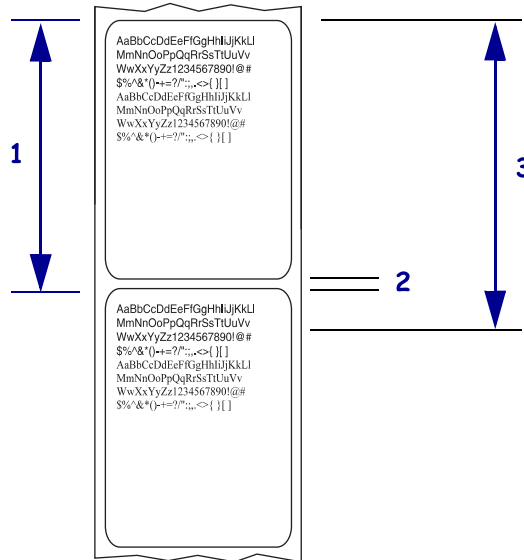 AaBbCcDdEeFfGgHhIiJjKkLl
MmNnOoPpQqRrSsTtUuVv
WwXxYyZz1234567890!@#
$%^&*()-+=?/":;,.<>{ }[ ]
AaBbCcDdEeFfGgHhIiJjKkLl
MmNnOoPpQqRrSsTtUuVv
WwXxYyZz1234567890!@#
$%^&*()-+=?/":;,.<>{ }[ ]
1
3
2
AaBbCcDdEeFfGgHhIiJjKkLl
MmNnOoPpQqRrSsTtUuVv
WwXxYyZz1234567890!@#
$%^&*()-+=?/":;,.<>{ }[ ]
AaBbCcDdEeFfGgHhIiJjKkLl
MmNnOoPpQqRrSsTtUuVv
WwXxYyZz1234567890!@#
$%^&*()-+=?/":;,.<>{ }[ ]